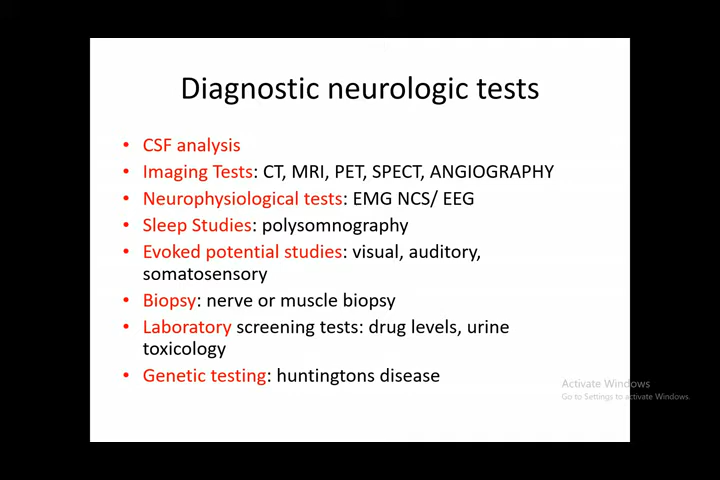 Diagnostic neurologic tests
• CSF analysis
• Imaging Tests: CT, MRI, PET, SPECT, ANGIOGRAPHY
• Neurophysiological tests: EMG NCS/ EEG
• Sleep Studies: polysomnography
• Evoked potential studies: visual, auditory,
somatosensory
• Biopsy: nerve or muscle biopsy
• Laboratory screening tests: drug levels, urine
toxicology
• Genetic testing: huntingtons disease
Activate Windows
Go to Settings to activate Windows.